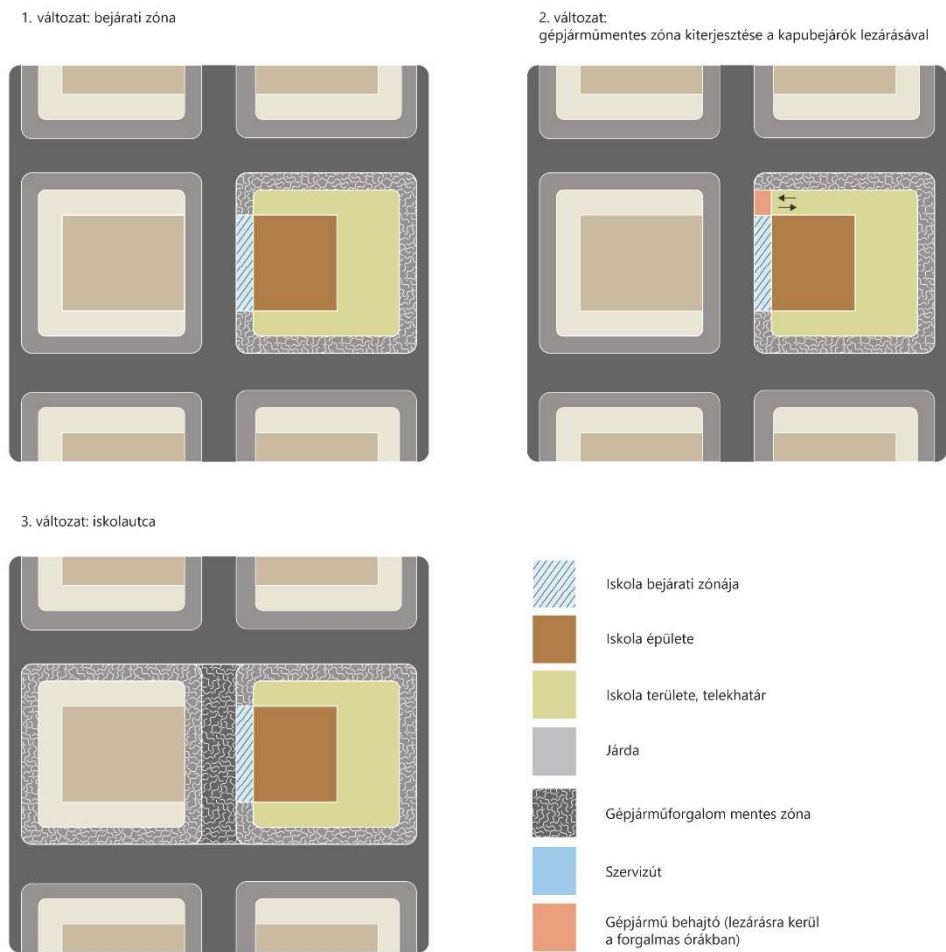 1. változat: bejárati zóna
2. változat:
gépjárműmentes zóna kiterjesztése a kapubejárók lezárásával
3. változat: iskolautca
Iskola bejárati zónája
Iskola épülete
Iskola területe, telekhatár
Járda
Gépjárműforgalom mentes zóna
Szervizút
Gépjármű behajtó (lezárásra kerül
a forgalmas órákban)